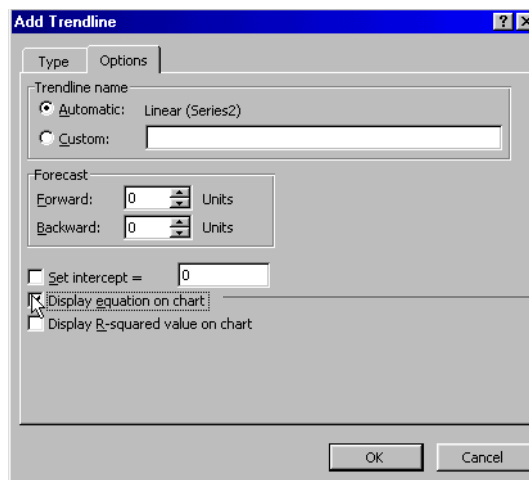 Add Trendline
Type Options
Trendline name
Automatic: Linear (Series2)
Custom:
Forecast
Forward: 0 Units
Backward: 0 Units
Set intercept = 0
Display equation on chart
Display R-squared value on chart
OK Cancel